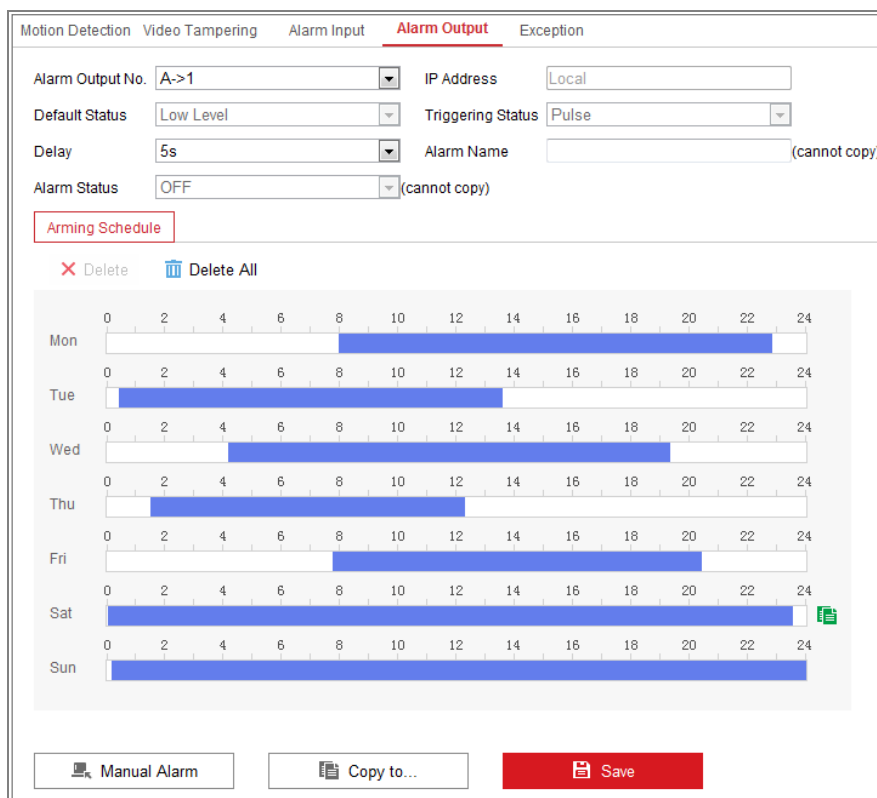 Motion Detection Video Tampering Alarm Input Alarm Output Exception
Alarm Output No. A->1 IP Address Local
Default Status Low Level Triggering Status Pulse
Delay 5s Alarm Name (cannot copy)
Alarm Status OFF (cannot copy)
Arming Schedule
Delete Delete All
0 2 4 6 8 10 12 14 16 18 20 22 24
Mon
0 2 4 6 8 10 12 14 16 18 20 22 24
Tue
0 2 4 6 8 10 12 14 16 18 20 22 24
Wed
0 2 4 6 8 10 12 14 16 18 20 22 24
Thu
0 2 4 6 8 10 12 14 16 18 20 22 24
Fri
0 2 4 6 8 10 12 14 16 18 20 22 24
Sat
0 2 4 6 8 10 12 14 16 18 20 22 24
Sun
Manual Alarm Copy to... Save